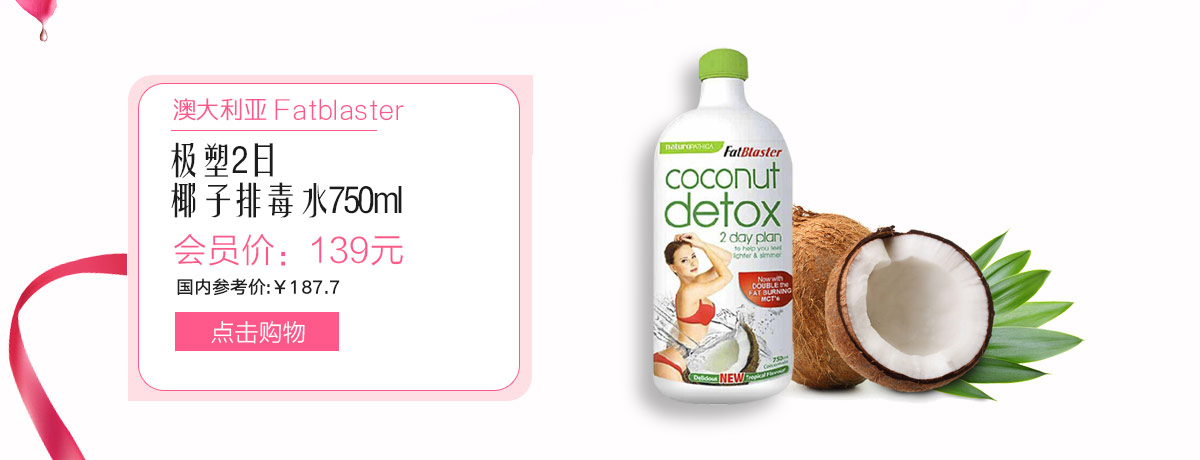 澳大利亚 Fatblaster
极塑2日
椰子排毒水750ml
会员价：139元
国内参考价:￥187.7
点击购物
naturopathica
FatBlaster
coconut
detox
2 day plan
to help you feel
lighter & slimmer
Now with
DOUBLE the
FAT BURNING
MCT's
750ml
Delicious NEW Tropical Flavour